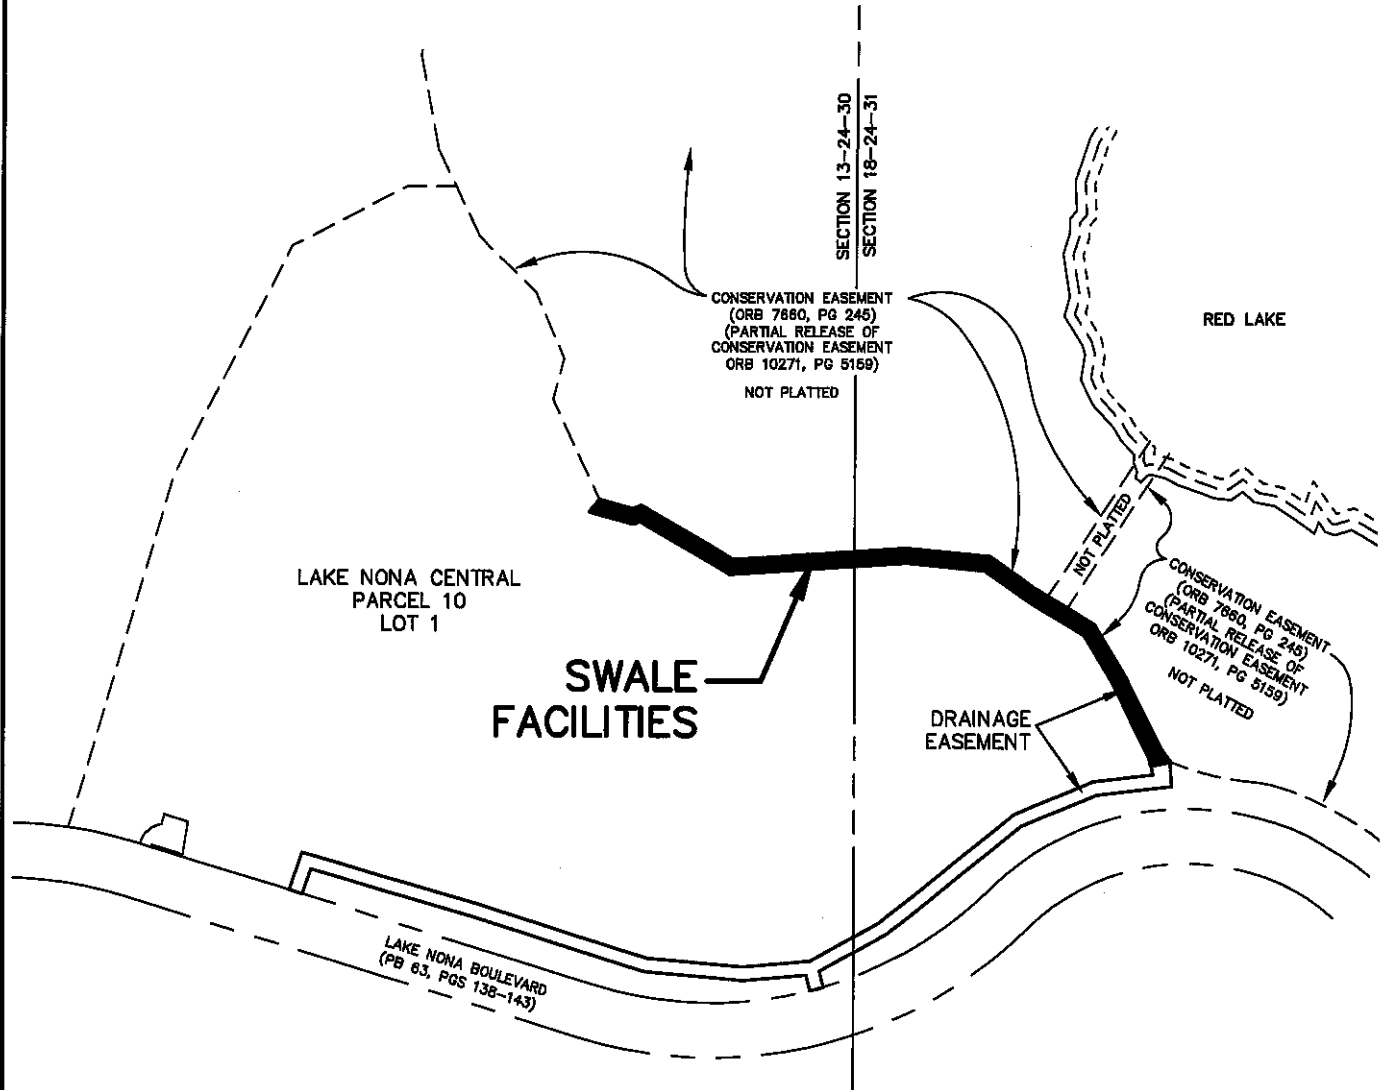 SECTION 13-24-30
SECTION 18-24-31
CONSERVATION EASEMENT
(ORB 7660, PG 245)
(PARTIAL RELEASE OF
CONSERVATION EASEMENT
ORB 10271, PG 5159)
NOT PLATTED
RED LAKE
NOT PLATTED
CONSERVATION EASEMENT
(ORB 7660, PG 245)
(PARTIAL RELEASE OF
CONSERVATION EASEMENT
ORB 10271, PG 5159)
NOT PLATTED
LAKE NONA CENTRAL
PARCEL 10
LOT 1
SWALE
FACILITIES
DRAINAGE
EASEMENT
LAKE NONA BOULEVARD
(PB 63, PGS 138-143)